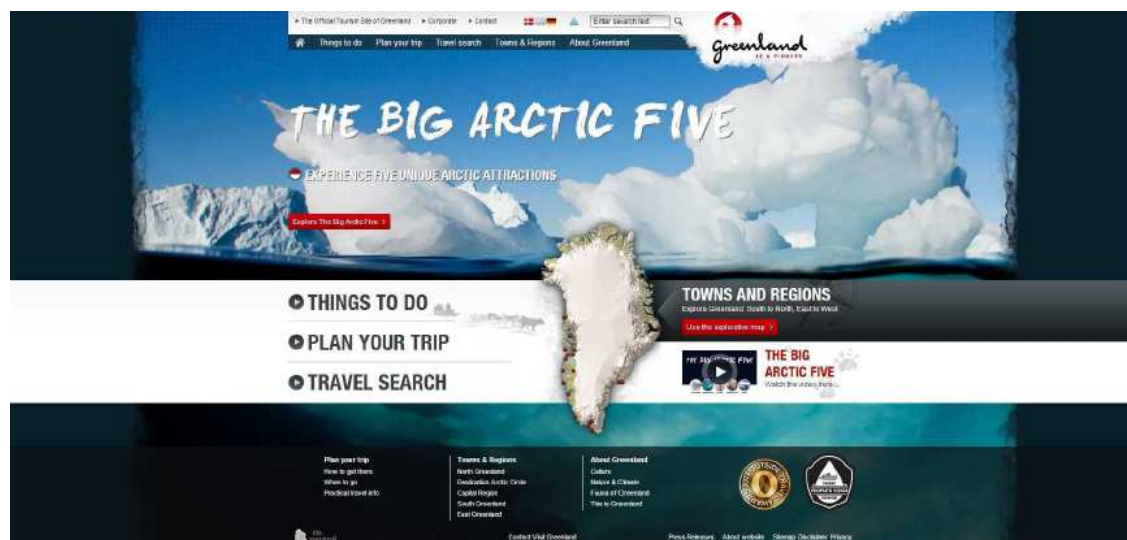 The Official Tourism Site of Greenland Corporate Contact Enter search text
greenland
Things to do Plan your trip Travel search Towns & Regions About Greenland
THE BIG ARCTIC FIVE
EXPERIENCE FIVE UNIQUE ARCTIC ATTRACTIONS
Explore The Big Arctic Five
THINGS TO DO
PLAN YOUR TRIP
TRAVEL SEARCH
TOWNS AND REGIONS
Explore Greenland: South to North, East to West
Use the explorative map
THE BIG ARCTIC FIVE
THE BIG
ARCTIC FIVE
Watch the video here...
Plan your trip
How to get there
When to go
Practical travel info
Towns & Regions
North Greenland
Destination Arctic Circle
Capital Region
South Greenland
East Greenland
About Greenland
Culture
Nature & Climate
Fauna of Greenland
This is Greenland
Contact Visit Greenland
Press Releases About website Sitemap Disclaimer Privacy